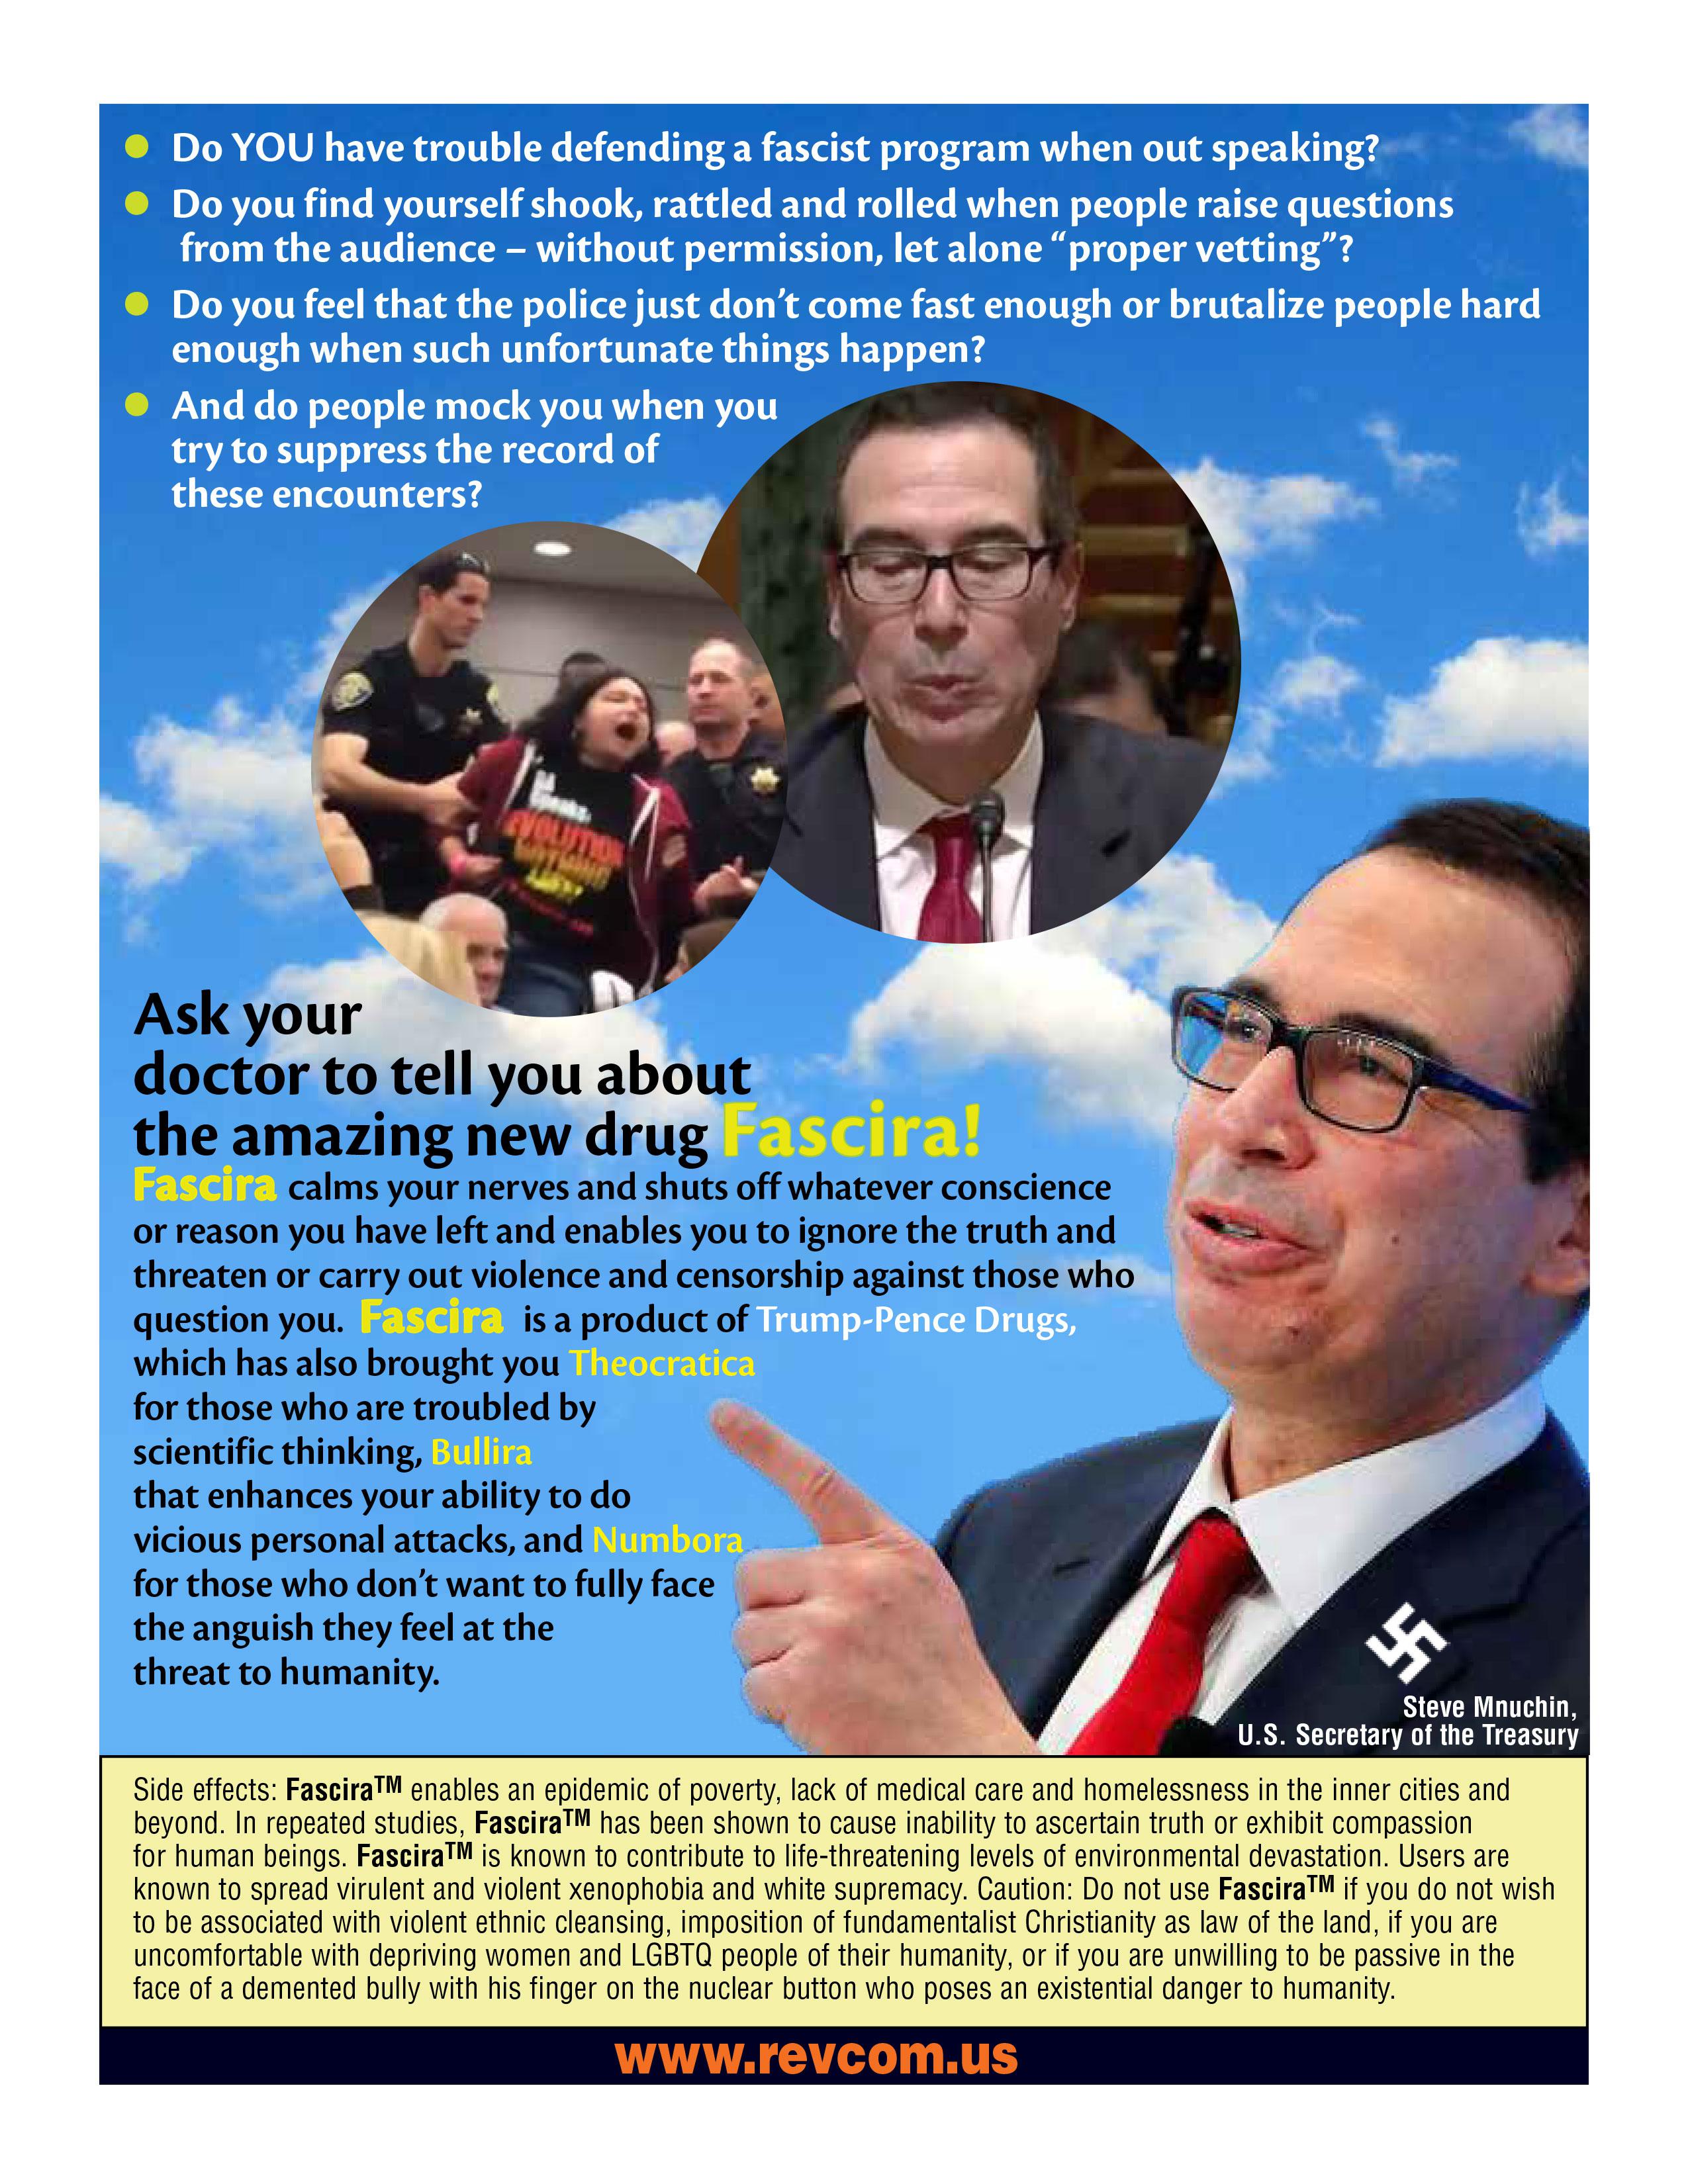 Do YOU have trouble defending a fascist program when out speaking?
Do you find yourself shook, rattled and rolled when people raise questions
from the audience – without permission, let alone “proper vetting”?
Do you feel that the police just don’t come fast enough or brutalize people hard
enough when such unfortunate things happen?
And do people mock you when you
try to suppress the record of
these encounters?
Ask your
doctor to tell you about
the amazing new drug Fascira!
Fascira calms your nerves and shuts off whatever conscience
or reason you have left and enables you to ignore the truth and
threaten or carry out violence and censorship against those who
question you. Fascira is a product of Trump-Pence Drugs,
which has also brought you Theocratica
for those who are troubled by
scientific thinking, Bullira
that enhances your ability to do
vicious personal attacks, and Numbora
for those who don’t want to fully face
the anguish they feel at the
threat to humanity.
Steve Mnuchin,
U.S. Secretary of the Treasury
Side effects: Fascira™ enables an epidemic of poverty, lack of medical care and homelessness in the inner cities and
beyond. In repeated studies, Fascira™ has been shown to cause inability to ascertain truth or exhibit compassion
for human beings. Fascira™ is known to contribute to life-threatening levels of environmental devastation. Users are
known to spread virulent and violent xenophobia and white supremacy. Caution: Do not use Fascira™ if you do not wish
to be associated with violent ethnic cleansing, imposition of fundamentalist Christianity as law of the land, if you are
uncomfortable with depriving women and LGBTQ people of their humanity, or if you are unwilling to be passive in the
face of a demented bully with his finger on the nuclear button who poses an existential danger to humanity.
www.revcom.us